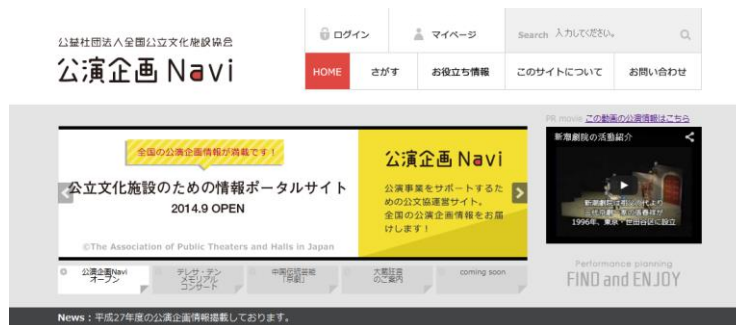 公益社団法人全国公立文化施設協会
公演企画 Navi
ログイン
マイページ
Search 入力してください。
HOME
さがす
お役立ち情報
このサイトについて
お問い合わせ
PR movie この動画の公演情報はこちら
全国の公演企画情報が満載です！
公立文化施設のための情報ポータルサイト
2014.9 OPEN
©The Association of Public Theaters and Halls in Japan
公演企画 Navi
公演事業をサポートするた
めの公文協運営サイト。
全国の公演企画情報をお届
けします！
新潮劇院の活動紹介
新潮劇院は
1996年、東京・世田谷区に設立
公演企画Navi
オープン
テレサ・テン
メモリアル
コンサート
中国伝統芸能
「京劇」
大蔵狂言
のご案内
coming soon
Performance planning
FIND and ENJOY
News：平成27年度の公演企画情報掲載しております。